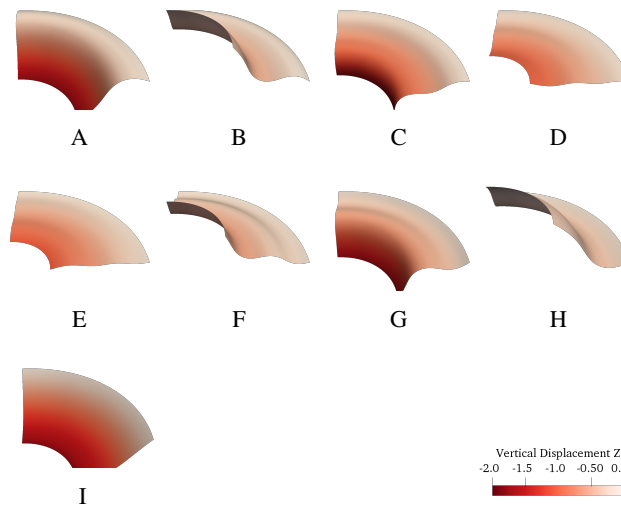 A B C D
E F G H
I
Vertical Displacement Z
-2.0 -1.5 -1.0 -0.50 0.